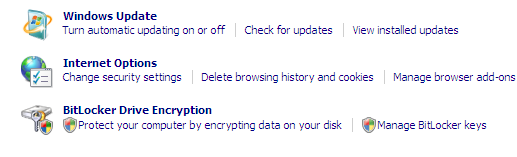 Windows Update
Turn automatic updating on or off Check for updates View installed updates
Internet Options
Change security settings Delete browsing history and cookies Manage browser add-ons
BitLocker Drive Encryption
Protect your computer by encrypting data on your disk Manage BitLocker keys